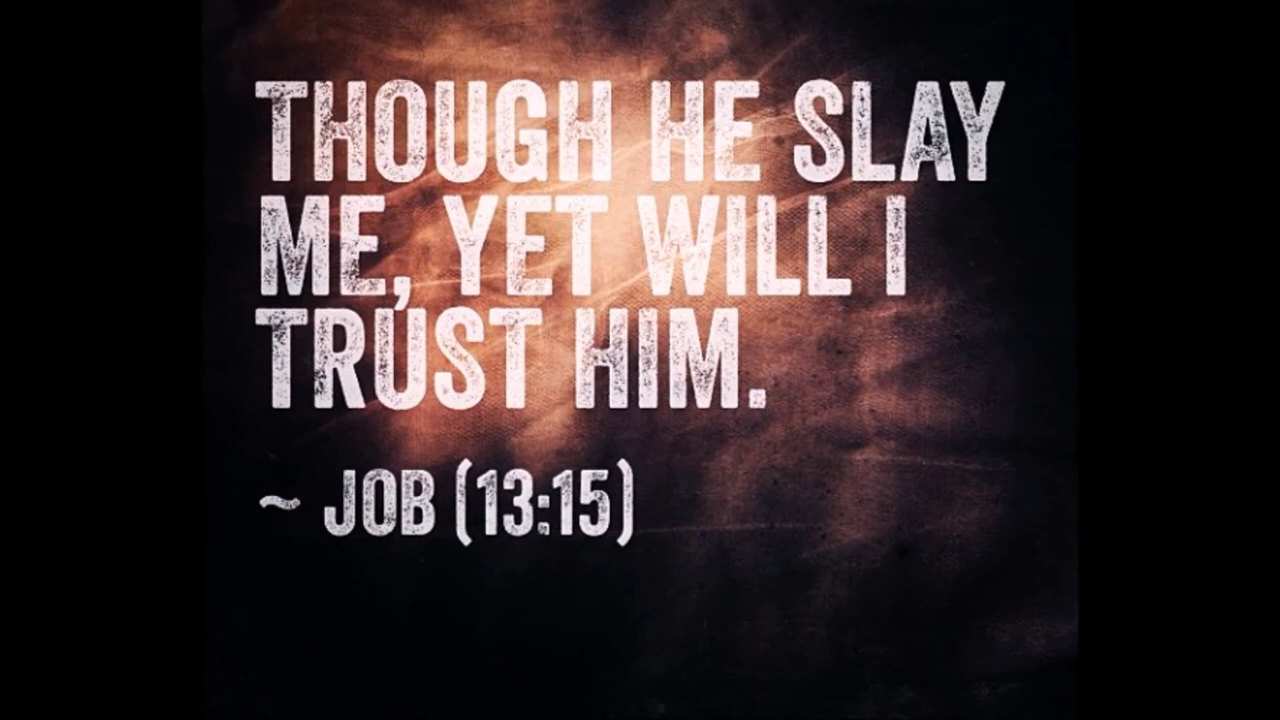 THOUGH HE SLAY
ME, YET WILL I
TRUST HIM.
~ JOB (13:15)